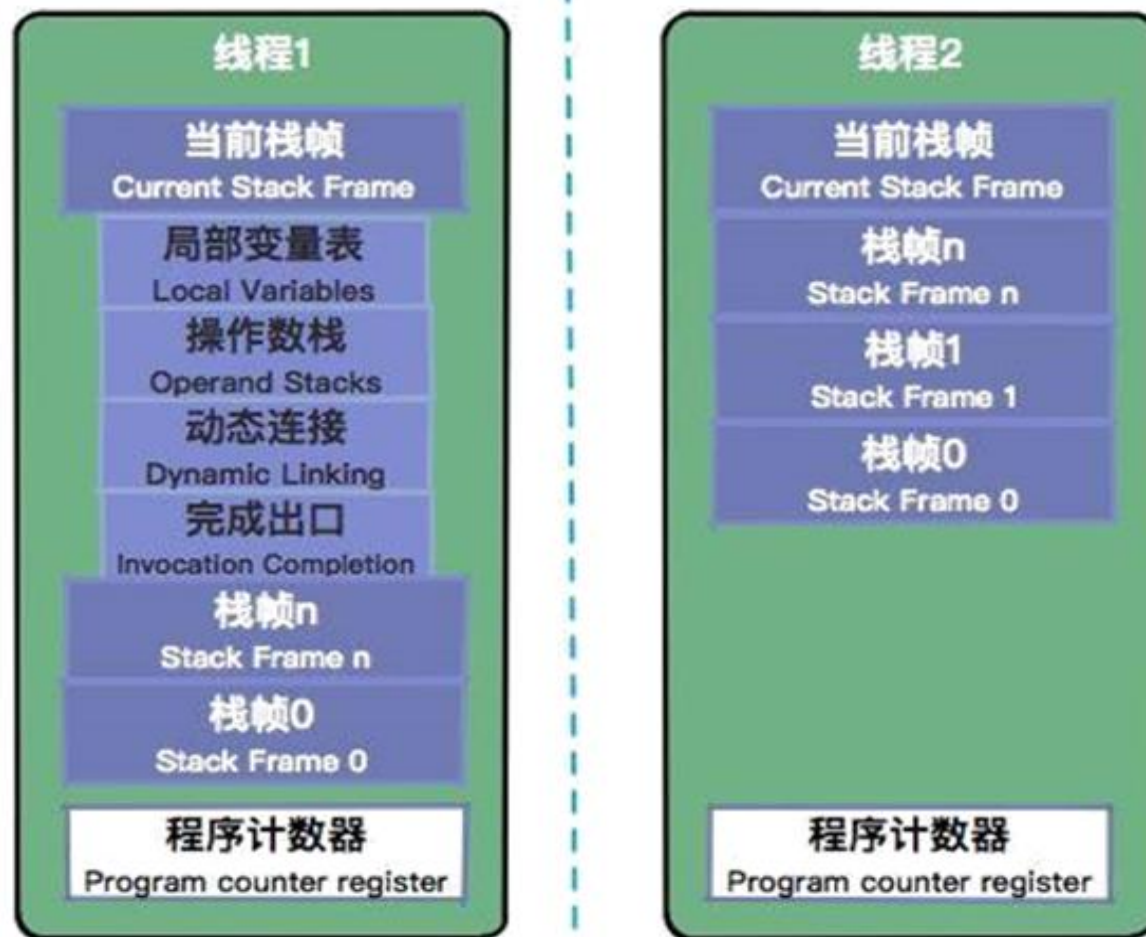 线程1
当前栈帧
Current Stack Frame
局部变量表
Local Variables
操作数栈
Operand Stacks
动态连接
Dynamic Linking
完成出口
Invocation Completion
栈帧n
Stack Frame n
栈帧0
Stack Frame 0
程序计数器
Program counter register
线程2
当前栈帧
Current Stack Frame
栈帧n
Stack Frame n
栈帧1
Stack Frame 1
栈帧0
Stack Frame 0
程序计数器
Program counter register